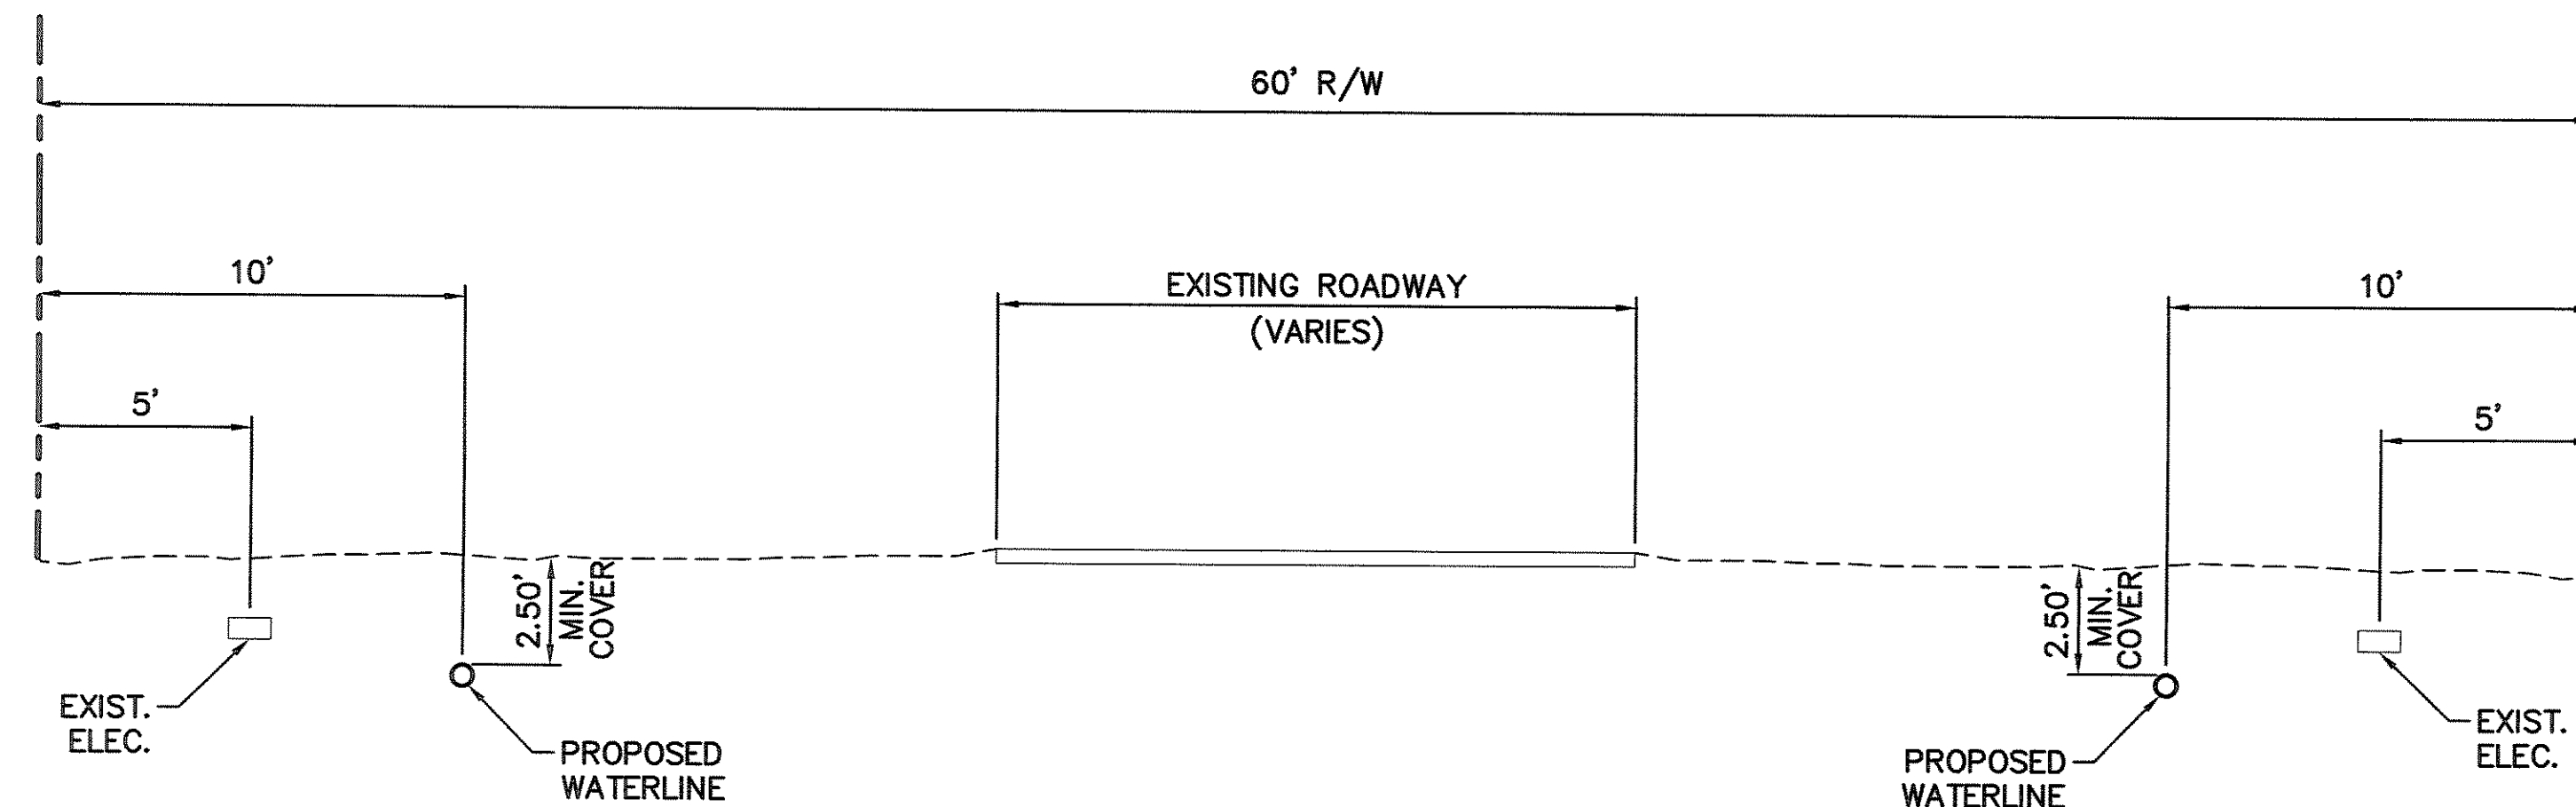 60' R/W
10'
EXISTING ROADWAY
(VARIES)
10'
5'
5'
2.50'
MIN.
COVER
2.50'
MIN.
COVER
EXIST.
ELEC.
PROPOSED
WATERLINE
PROPOSED
WATERLINE
EXIST.
ELEC.